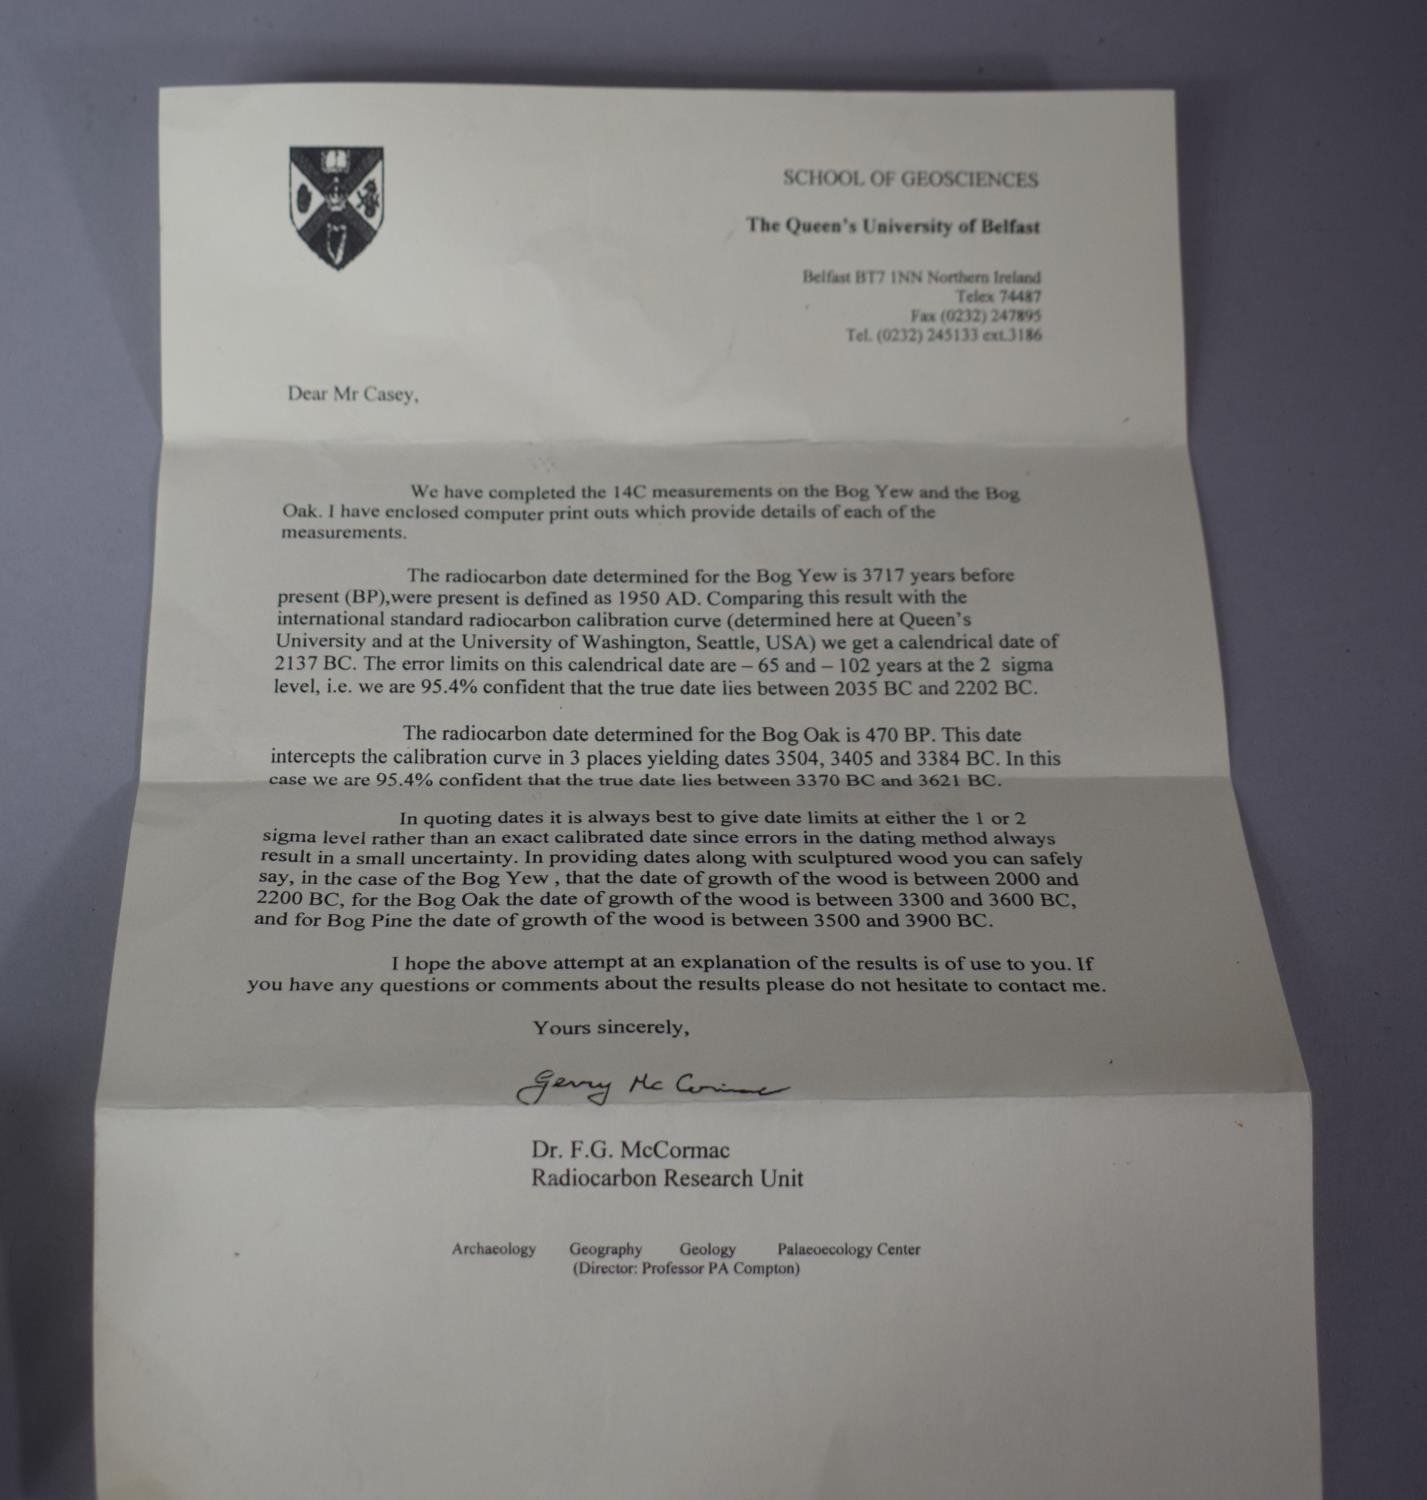 SCHOOL OF GEOSCIENCES
The Queen's University of Belfast
Belfast BT7 1NN Northern Ireland
Telex 74487
Fax (0232) 247895
Tel. (0232) 245133 ext.3186
Dear Mr Casey,
We have completed the 14C measurements on the Bog Yew and the Bog
Oak. I have enclosed computer print outs which provide details of each of the
measurements.
The radiocarbon date determined for the Bog Yew is 3717 years before
present (BP),were present is defined as 1950 AD. Comparing this result with the
international standard radiocarbon calibration curve (determined here at Queen's
University and at the University of Washington, Seattle, USA) we get a calendrical date of
2137 BC. The error limits on this calendrical date are – 65 and – 102 years at the 2 sigma
level, i.e. we are 95.4% confident that the true date lies between 2035 BC and 2202 BC.
The radiocarbon date determined for the Bog Oak is 470 BP. This date
intercepts the calibration curve in 3 places yielding dates 3504, 3405 and 3384 BC. In this
case we are 95.4% confident that the true date lies between 3370 BC and 3621 BC.
In quoting dates it is always best to give date limits at either the 1 or 2
sigma level rather than an exact calibrated date since errors in the dating method always
result in a small uncertainty. In providing dates along with sculptured wood you can safely
say, in the case of the Bog Yew , that the date of growth of the wood is between 2000 and
2200 BC, for the Bog Oak the date of growth of the wood is between 3300 and 3600 BC,
and for Bog Pine the date of growth of the wood is between 3500 and 3900 BC.
I hope the above attempt at an explanation of the results is of use to you. If
you have any questions or comments about the results please do not hesitate to contact me.
Yours sincerely,
Gerry McCormac
Dr. F.G. McCormac
Radiocarbon Research Unit
Archaeology Geography Geology Palaeoecology Center
(Director: Professor PA Compton)